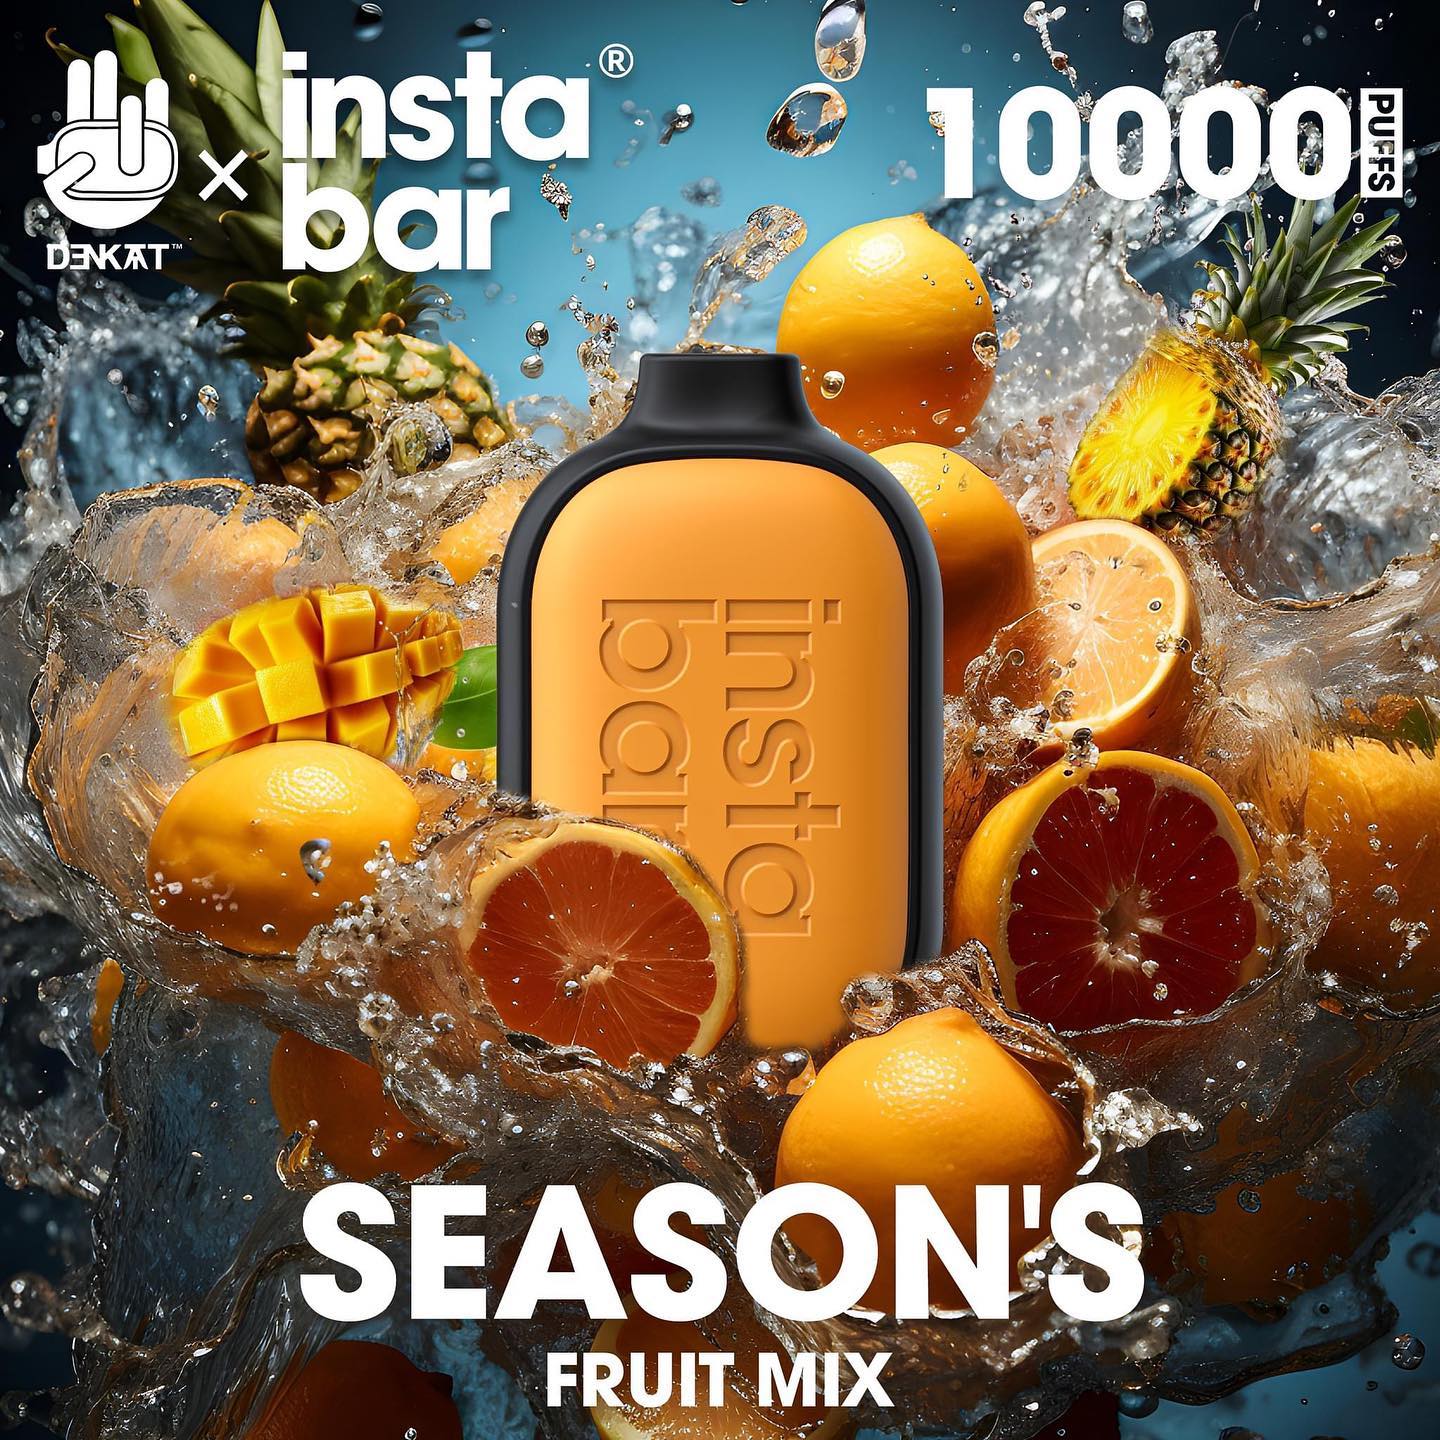 DENKAT™
×
insta®
bar
10000
PUFFS
insta
bar
SEASON'S
FRUIT MIX